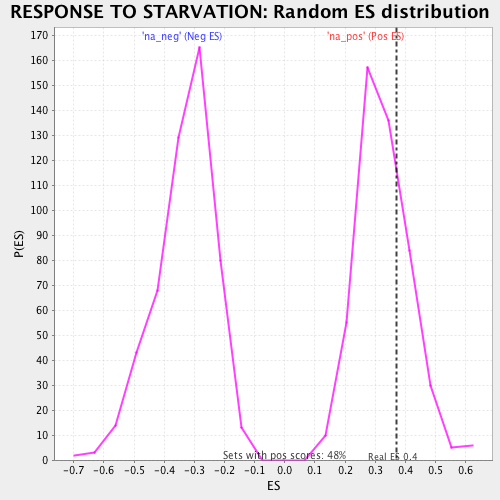 RESPONSE TO STARVATION: Random ES distribution
'na_neg' (Neg ES)
'na_pos' (Pos ES)
170
160
150
140
130
120
110
100
90
80
70
60
50
40
30
20
10
0
P(ES)
Sets with pos scores: 48%
Real ES 0.4
-0.7 -0.6 -0.5 -0.4 -0.3 -0.2 -0.1 0.0 0.1 0.2 0.3 0.4 0.5 0.6
ES